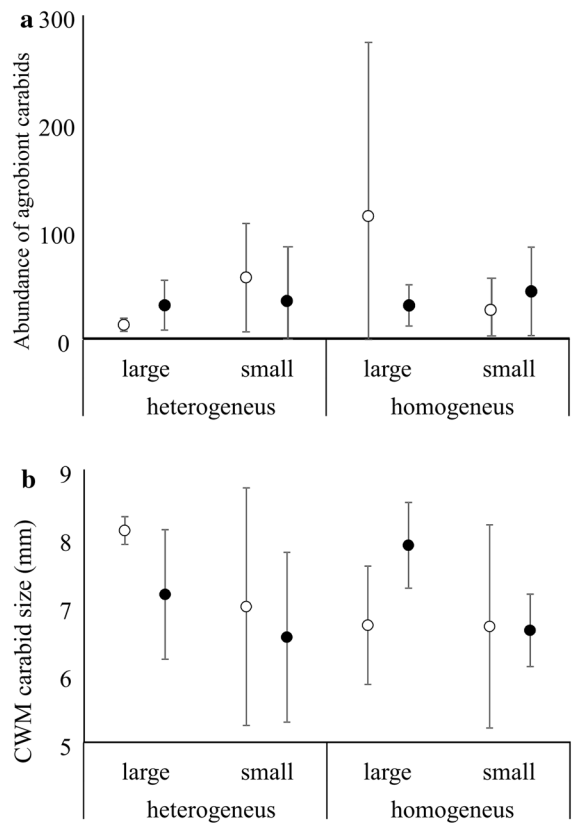 a
300
200
100
0
Abundance of agrobiont carabids
large small large small
heterogeneus homogeneus
b
9
8
7
6
5
CWM carabid size (mm)
large small large small
heterogeneus homogeneus